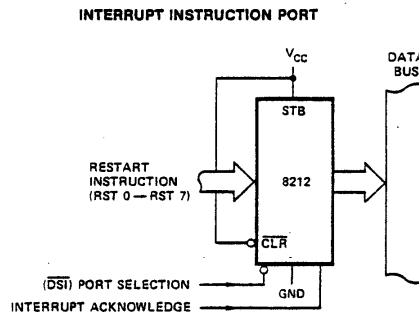 INTERRUPT INSTRUCTION PORT
VCC
DATA
BUS
STB
RESTART
INSTRUCTION
(RST 0 → RST 7)
8212
CLR
(DSI) PORT SELECTION
GND
INTERRUPT ACKNOWLEDGE